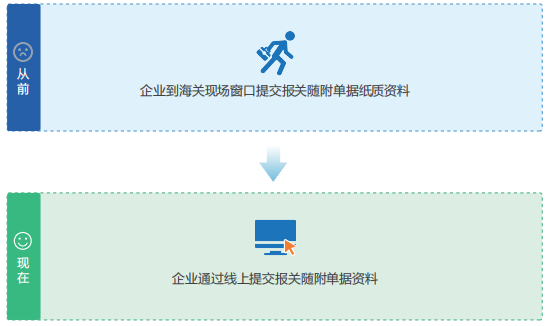 从
前
企业到海关现场窗口提交报关随附单据纸质资料
现
在
企业通过线上提交报关随附单据资料